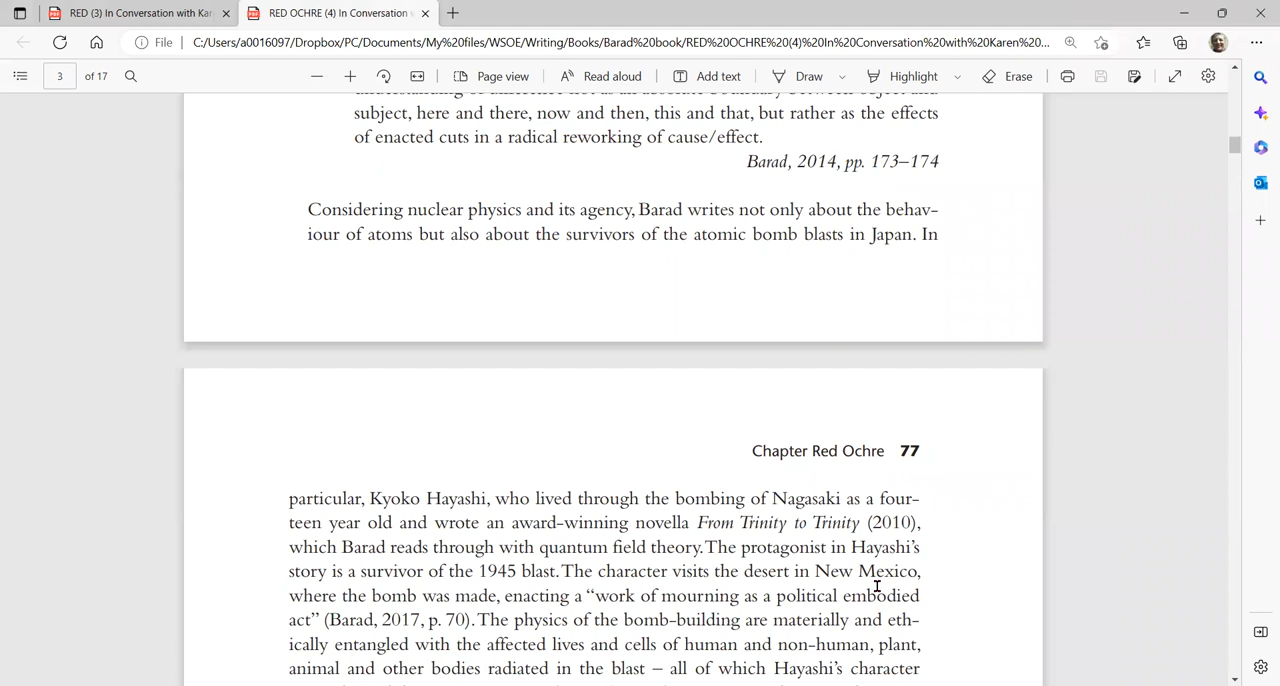 RED (3) In Conversation with Kar
RED OCHRE (4) In Conversation
File
C:/Users/a0016097/Dropbox/PC/Documents/My%20files/WSOE/Writing/Books/Barad%20book/RED%20OCHRE%20(4)%20In%20Conversation%20with%20Karen%20...
3 of 17
Page view
Read aloud
Add text
Draw
Highlight
Erase
understanding of difference not as an absolute boundary between object and
subject, here and there, now and then, this and that, but rather as the effects
of enacted cuts in a radical reworking of cause/effect.
Barad, 2014, pp. 173–174
Considering nuclear physics and its agency, Barad writes not only about the behav-
iour of atoms but also about the survivors of the atomic bomb blasts in Japan. In
Chapter Red Ochre 77
particular, Kyoko Hayashi, who lived through the bombing of Nagasaki as a four-
teen year old and wrote an award-winning novella From Trinity to Trinity (2010),
which Barad reads through with quantum field theory. The protagonist in Hayashi's
story is a survivor of the 1945 blast. The character visits the desert in New Mexico,
where the bomb was made, enacting a “work of mourning as a political embodied
act” (Barad, 2017, p. 70). The physics of the bomb-building are materially and eth-
ically entangled with the affected lives and cells of human and non-human, plant,
animal and other bodies radiated in the blast – all of which Hayashi's character